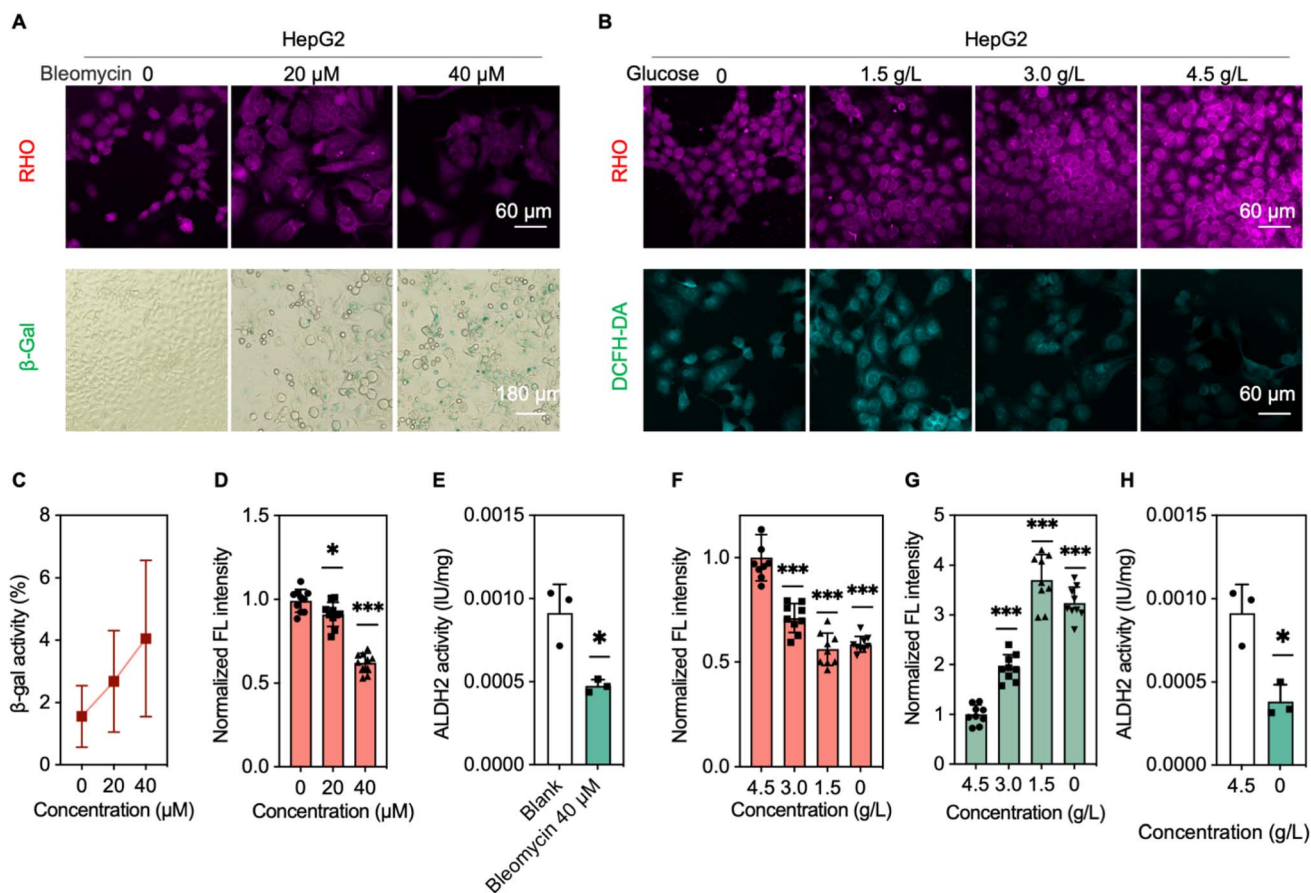 A
HepG2
Bleomycin 0 20 µM 40 µM
RHO
60 µm
β-Gal
180 µm
B
HepG2
Glucose 0 1.5 g/L 3.0 g/L 4.5 g/L
RHO
60 µm
DCFH-DA
60 µm
C
8
6
4
2
0
β-gal activity (%)
0 20 40
Concentration (µM)
D
1.5
1.0
0.5
0.0
Normalized FL intensity
*
***
0 20 40
Concentration (µM)
E
0.0015
0.0010
0.0005
0.0000
ALDH2 activity (IU/mg)
*
Blank
Bleomycin 40 µM
F
1.0
0.5
0.0
Normalized FL intensity
***
***
***
4.5 3.0 1.5 0
Concentration (g/L)
G
5
4
3
2
1
0
Normalized FL intensity
***
***
***
4.5 3.0 1.5 0
Concentration (g/L)
H
0.0015
0.0010
0.0005
0.0000
ALDH2 activity (IU/mg)
*
4.5 0
Concentration (g/L)